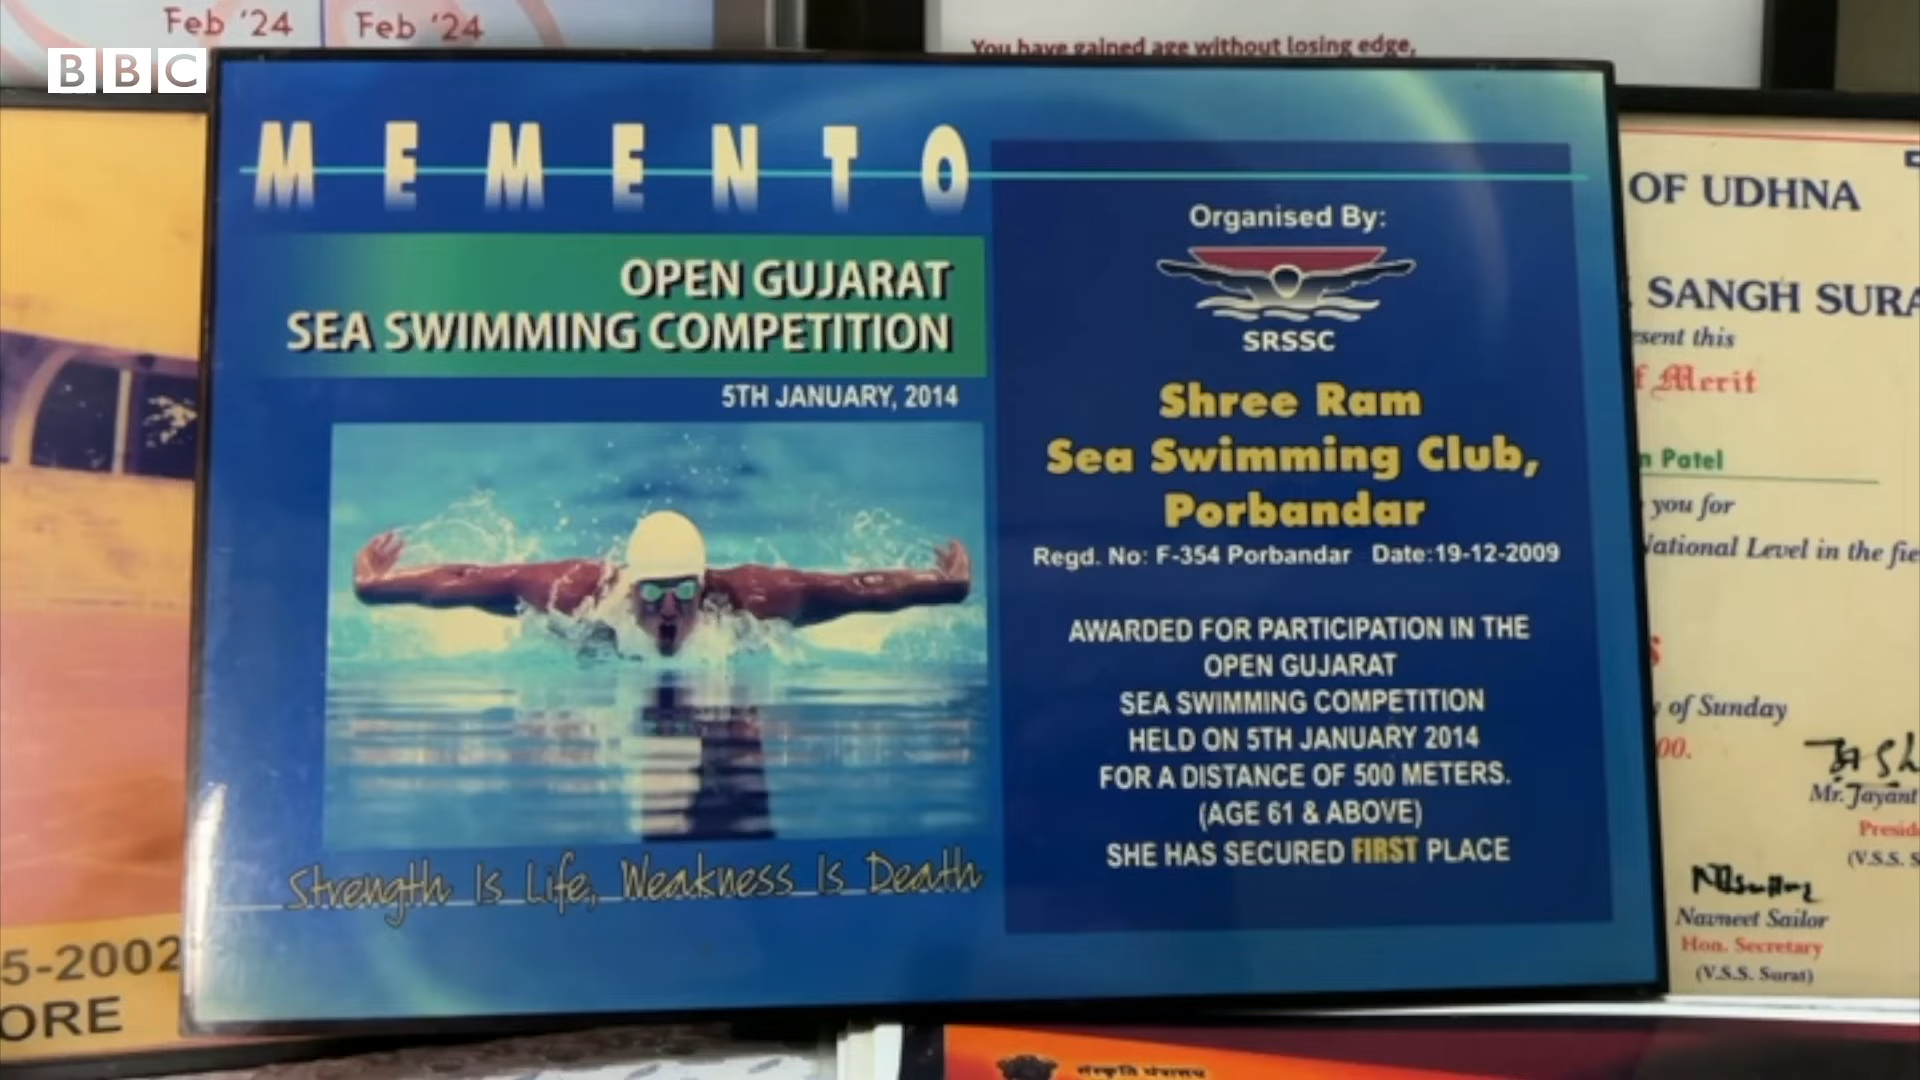 Feb '24
Feb '24
You have gained age without losing edge,
BBC
MEMENTO
OPEN GUJARAT
SEA SWIMMING COMPETITION
5TH JANUARY, 2014
Strength Is Life, Weakness Is Death
Organised By:
SRSSC
Shree Ram
Sea Swimming Club,
Porbandar
Regd. No: F-354 Porbandar Date:19-12-2009
AWARDED FOR PARTICIPATION IN THE
OPEN GUJARAT
SEA SWIMMING COMPETITION
HELD ON 5TH JANUARY 2014
FOR A DISTANCE OF 500 METERS.
(AGE 61 & ABOVE)
SHE HAS SECURED FIRST PLACE
5-2002
ORE
OF UDHNA
SANGH SURA
sent this
f Merit
n Patel
you for
National Level in the fie
S
of Sunday
00.
Mr. Jayant
Presid
(V.S.S. S
Navneet Sailor
Hon. Secretary
(V.S.S. Surat)
संस्कृति मंत्रालय